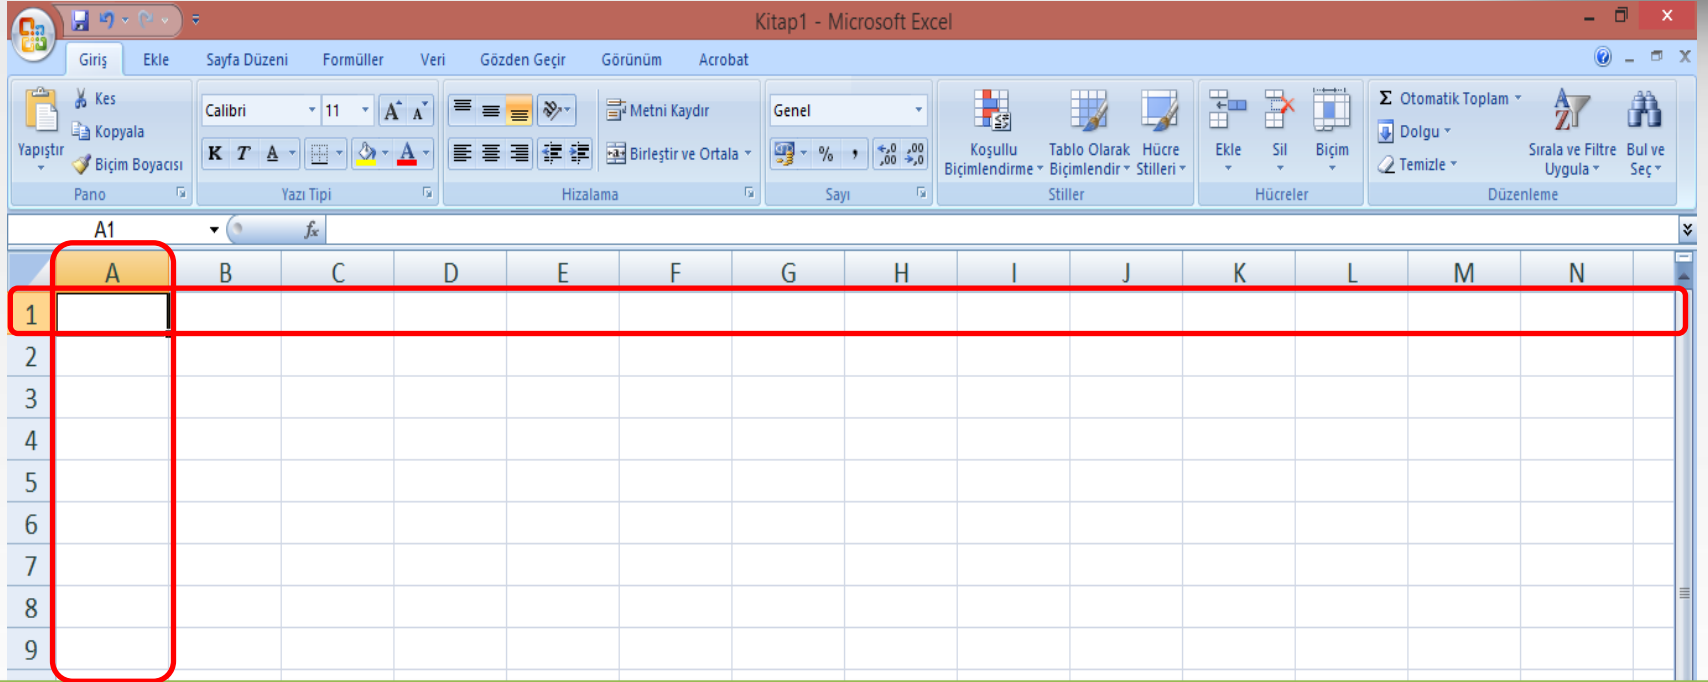 Kitap1 - Microsoft Excel
Giriş Ekle Sayfa Düzeni Formüller Veri Gözden Geçir Görünüm Acrobat
Yapıştır
Kes
Kopyala
Biçim Boyacısı
Pano
Calibri 11
K T A
Yazı Tipi
Metni Kaydır
Birleştir ve Ortala
Hizalama
Genel
%
Sayı
Koşullu
Biçimlendirme
Tablo Olarak
Biçimlendir
Hücre
Stilleri
Stiller
Ekle
Sil
Biçim
Hücreler
Σ Otomatik Toplam
Dolgu
Temizle
Sırala ve Filtre
Uygula
Bul ve
Seç
Düzenleme
A1 fx
A B C D E F G H I J K L M N
1
2
3
4
5
6
7
8
9